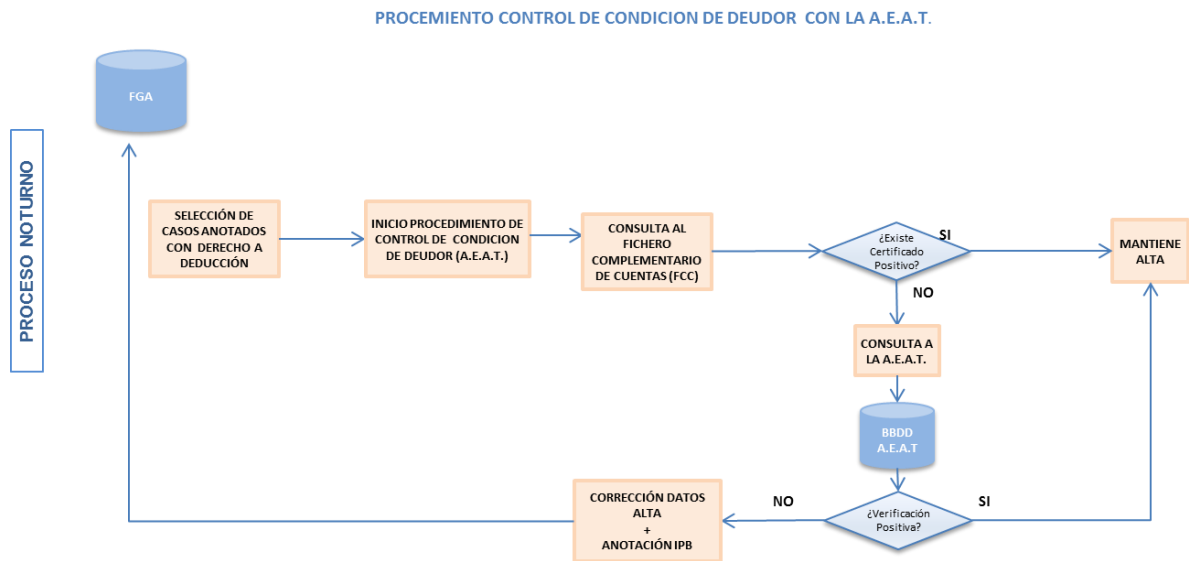 PROCEMIENTO CONTROL DE CONDICION DE DEUDOR CON LA A.E.A.T.
FGA
PROCESO NOTURNO
SELECCIÓN DE
CASOS ANOTADOS
CON DERECHO A
DEDUCCIÓN
INICIO PROCEDIMIENTO DE
CONTROL DE CONDICION
DE DEUDOR (A.E.A.T.)
CONSULTA AL
FICHERO
COMPLEMENTARIO
DE CUENTAS (FCC)
¿Existe
Certificado
Positivo?
SI
MANTIENE
ALTA
NO
CONSULTA A
LA A.E.A.T.
BBDD
A.E.A.T
¿Verificación
Positiva?
NO
SI
CORRECCIÓN DATOS
ALTA
+
ANOTACIÓN IPB